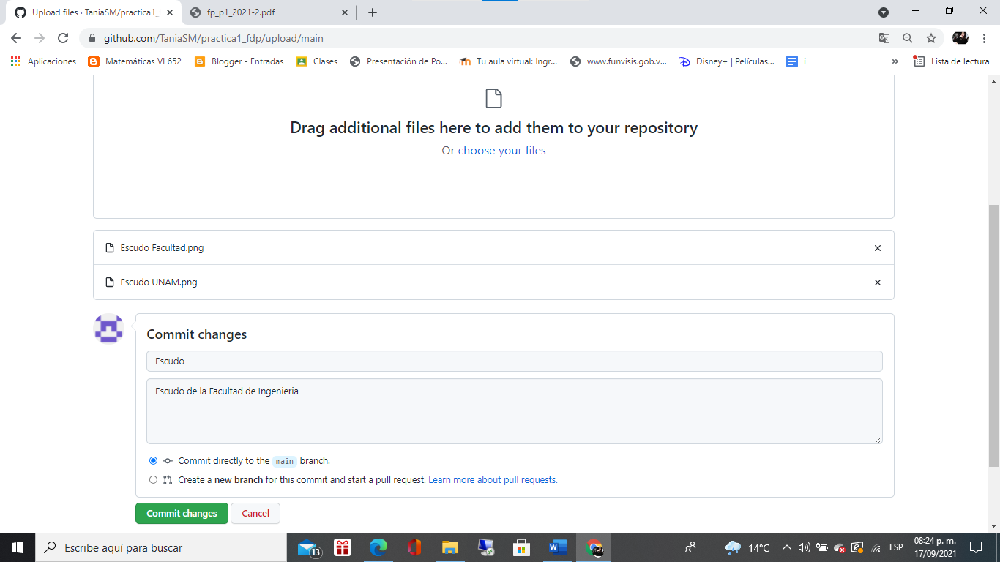 Upload files · TaniaSM/practica1_
fp_p1_2021-2.pdf
github.com/TaniaSM/practica1_fdp/upload/main
Aplicaciones
Matemáticas VI 652
Blogger - Entradas
Clases
Presentación de Po...
Tu aula virtual: Ingr...
www.funvisis.gob.v...
Disney+ | Películas...
i
»
Lista de lectura
Drag additional files here to add them to your repository
Or choose your files
Escudo Facultad.png
Escudo UNAM.png
Commit changes
Escudo
Escudo de la Facultad de Ingenieria
Commit directly to the main branch.
Create a new branch for this commit and start a pull request. Learn more about pull requests.
Commit changes
Cancel
Escribe aquí para buscar
13
14°C
ESP
08:24 p. m.
17/09/2021